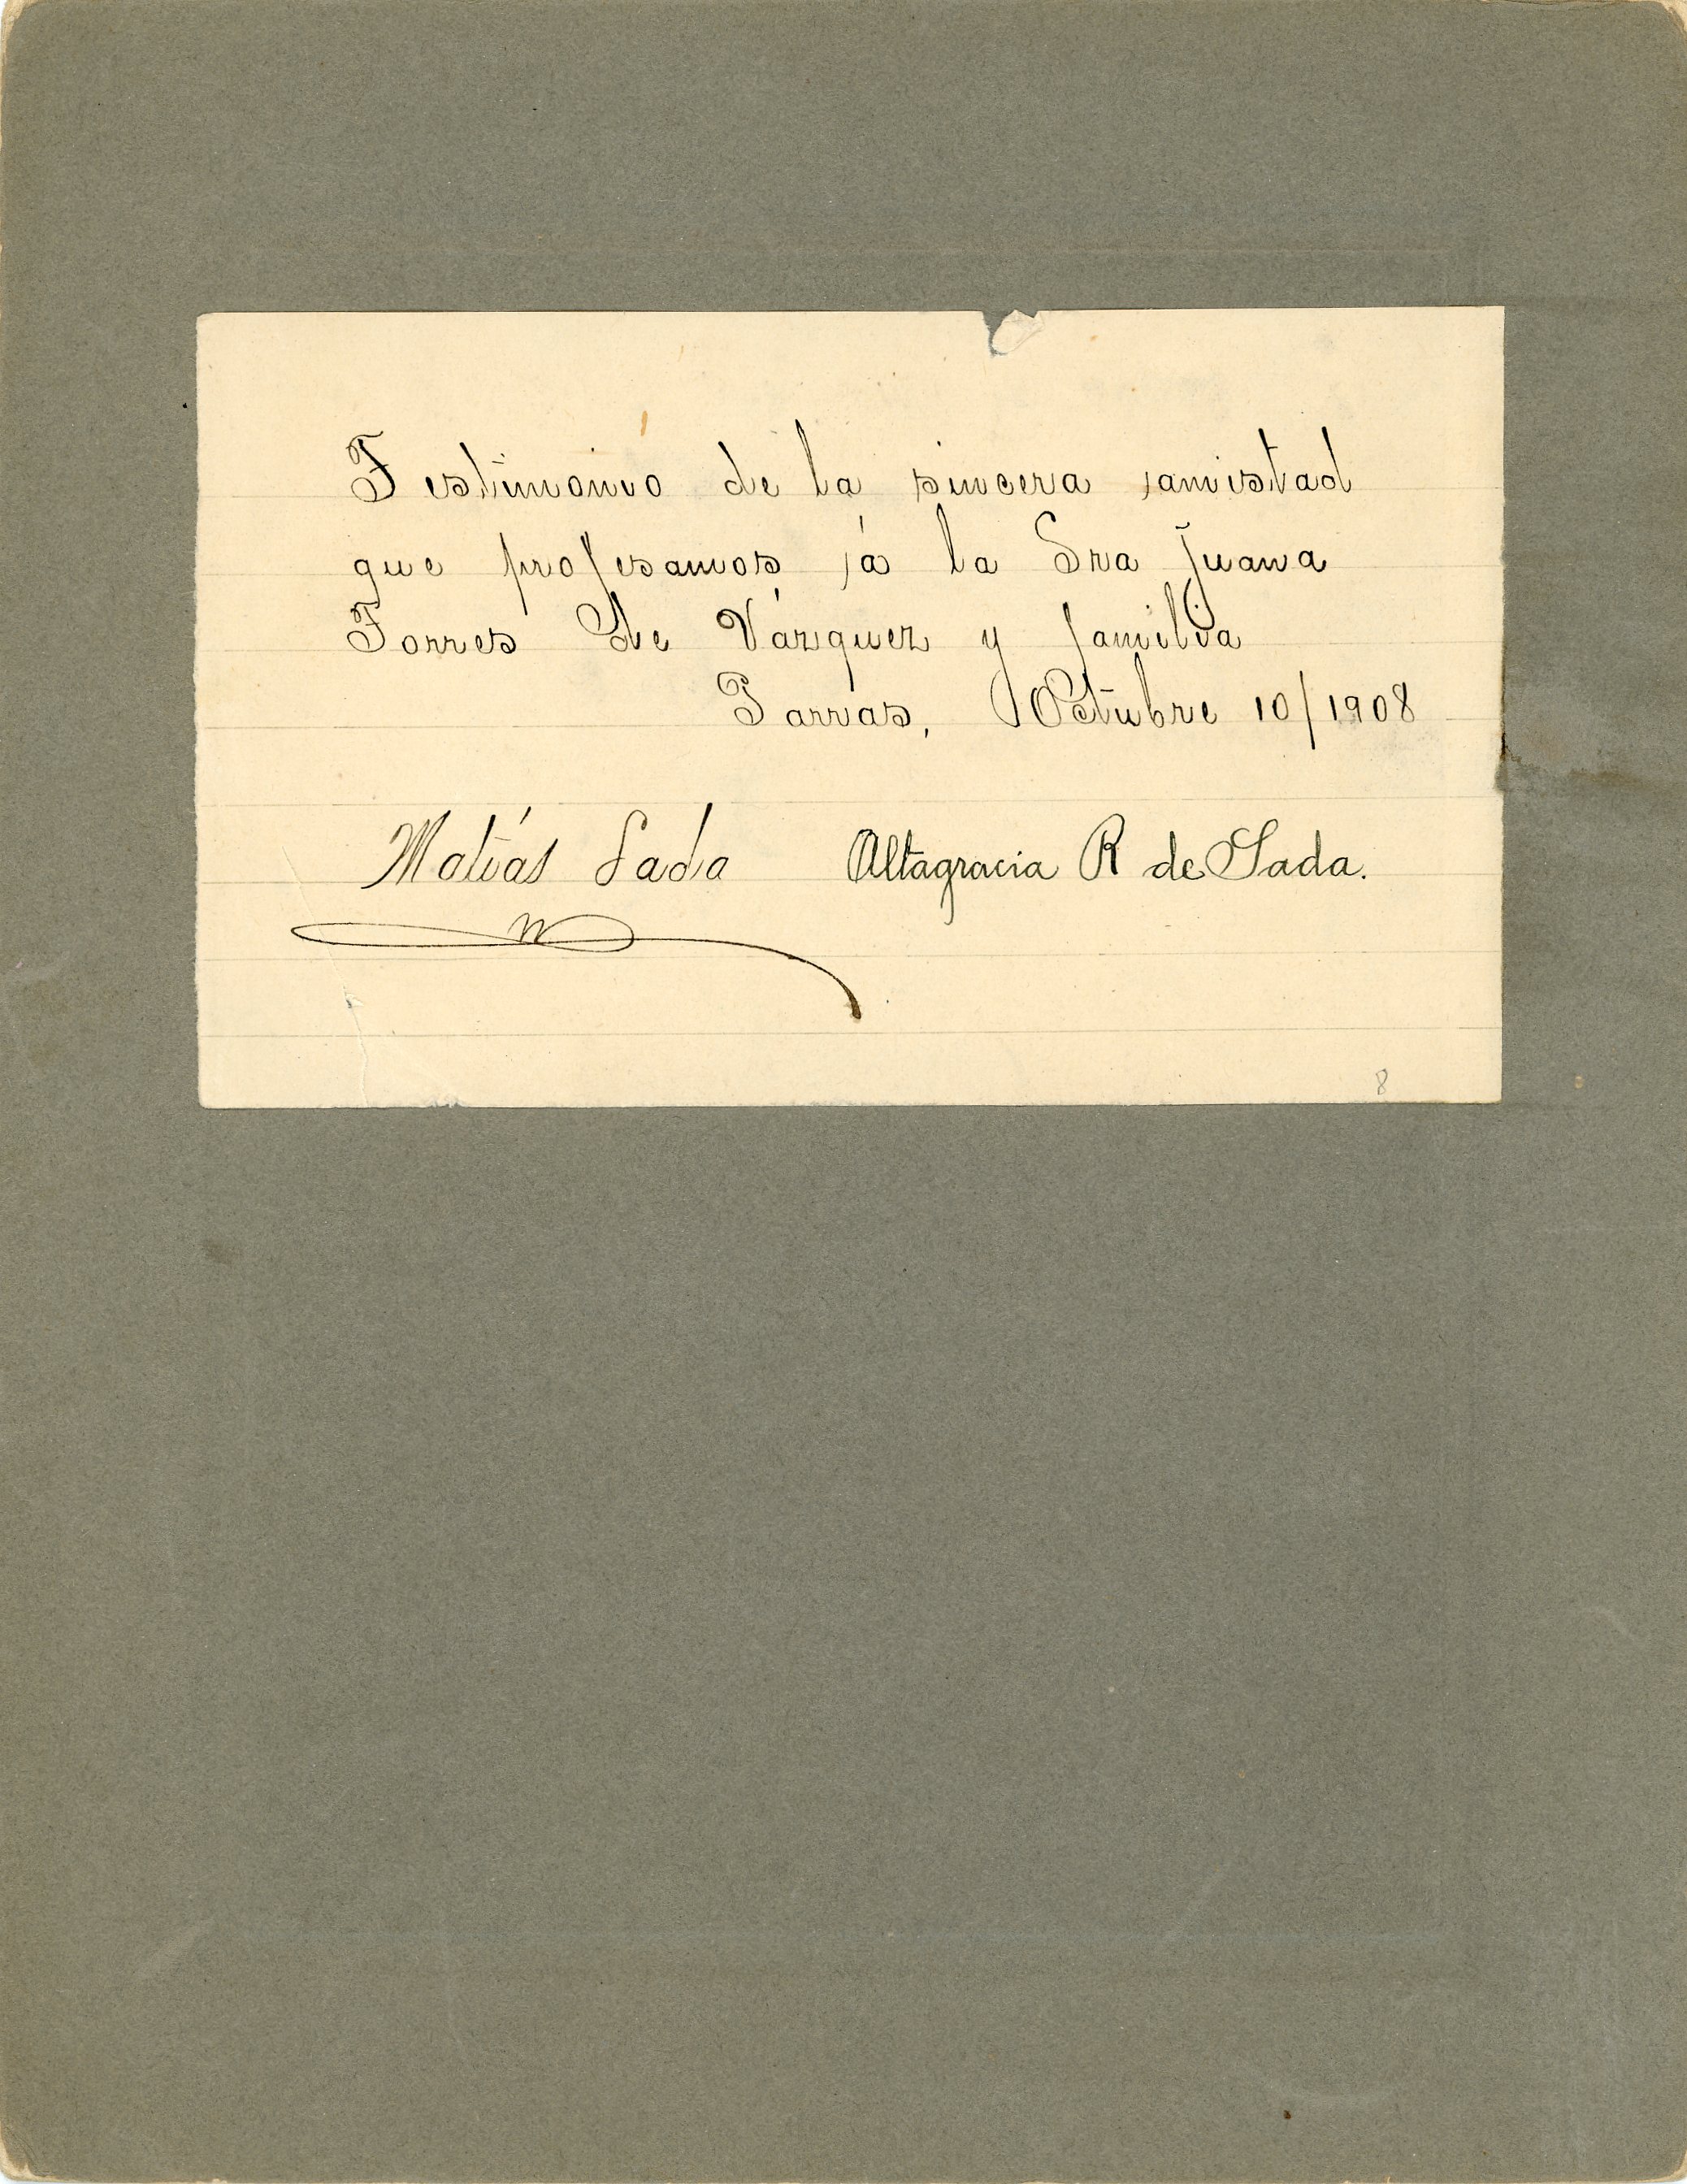 Testimonio de la sincera amistad
que profesamos á la Sra Juana
Torres de Vázquez y familia
Parras, Octubre 10/1908
Matías Sada Altagracia R de Sada.
8